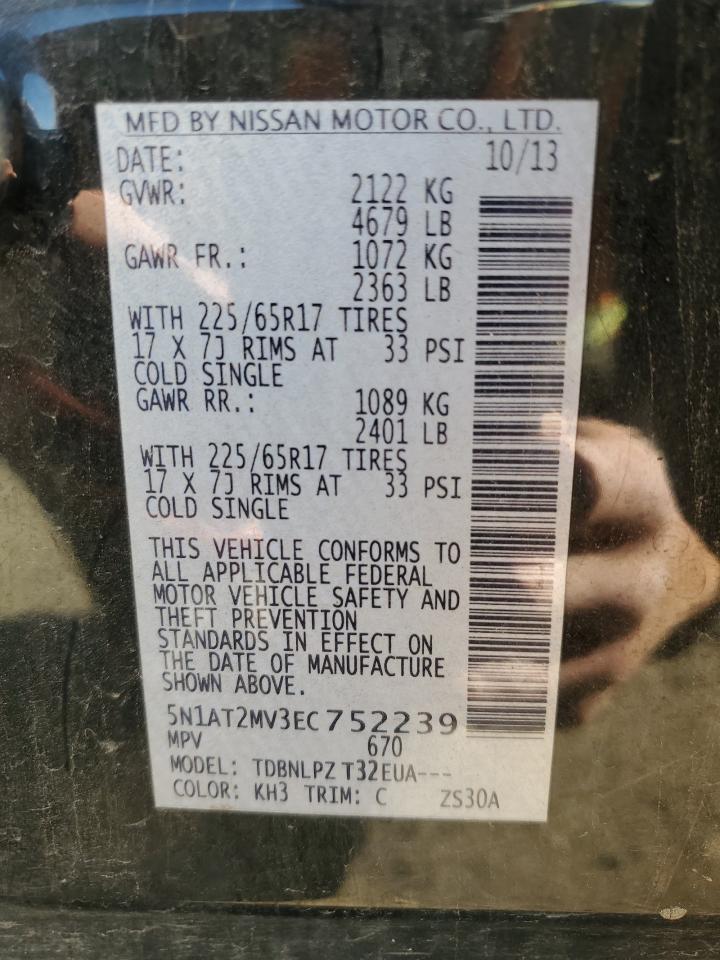 MFD BY NISSAN MOTOR CO., LTD.
DATE: 10/13
GVWR: 2122 KG
4679 LB
GAWR FR.: 1072 KG
2363 LB
WITH 225/65R17 TIRES
17 X 7J RIMS AT 33 PSI
COLD SINGLE
GAWR RR.: 1089 KG
2401 LB
WITH 225/65R17 TIRES
17 X 7J RIMS AT 33 PSI
COLD SINGLE
THIS VEHICLE CONFORMS TO
ALL APPLICABLE FEDERAL
MOTOR VEHICLE SAFETY AND
THEFT PREVENTION
STANDARDS IN EFFECT ON
THE DATE OF MANUFACTURE
SHOWN ABOVE.
5N1AT2MV3EC752239
MPV 670
MODEL: TDBNLPZ T32EUA---
COLOR: KH3 TRIM: C ZS30A